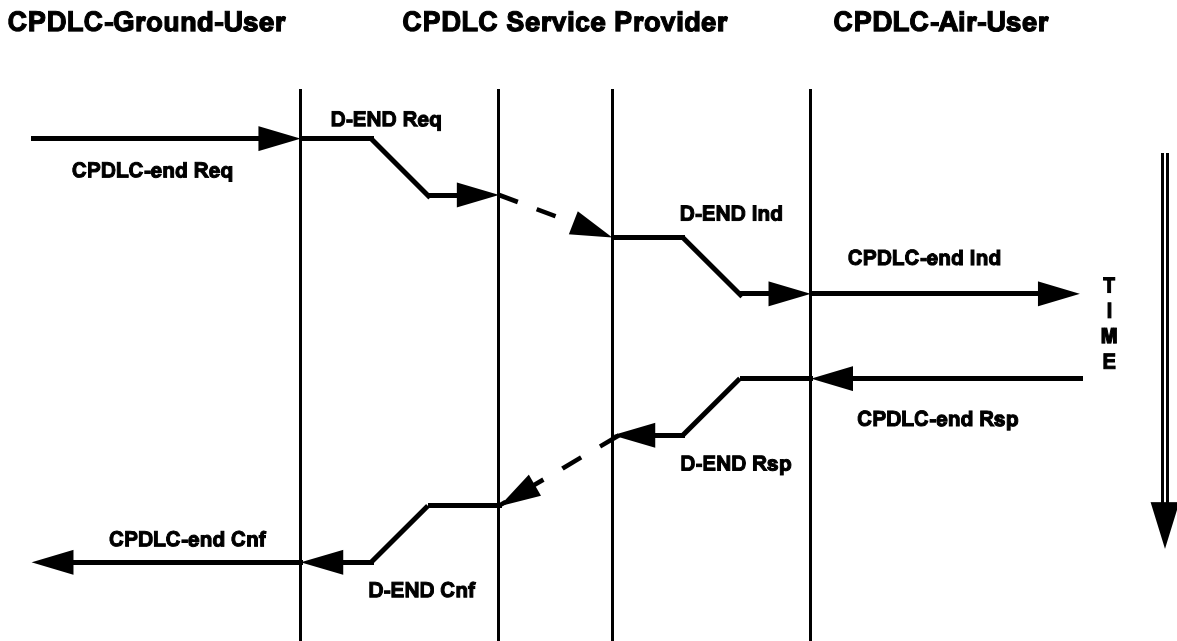 CPDLC-Ground-User
CPDLC Service Provider
CPDLC-Air-User
D-END Req
CPDLC-end Req
D-END Ind
CPDLC-end Ind
T
I
M
E
CPDLC-end Rsp
D-END Rsp
CPDLC-end Cnf
D-END Cnf